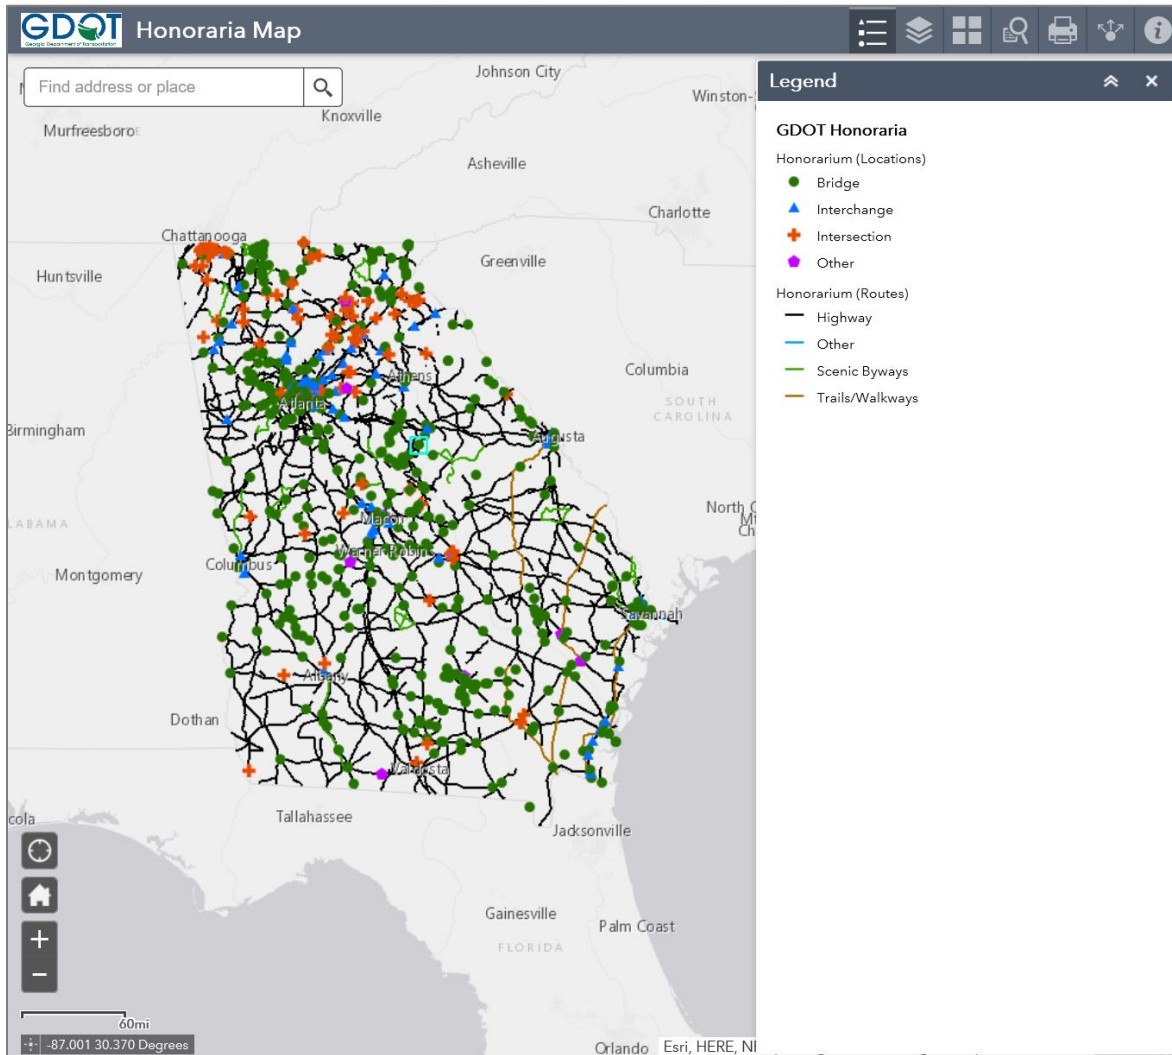 GDOT
Georgia Department of Transportation
Honoraria Map
Find address or place
Johnson City
Winston-
Murfreesboro
Knoxville
Asheville
Charlotte
Chattanooga
Huntsville
Greenville
Columbia
SOUTH
CAROLINA
Athens
Atlanta
Birmingham
Augusta
LABAMA
Macon
North C
Warner Robins
Columbus
Montgomery
Savannah
Albany
Dothan
Valdosta
Tallahassee
cola
Jacksonville
Gainesville
Palm Coast
FLORIDA
60mi
-87.001 30.370 Degrees
Orlando
Esri, HERE, NI
Legend
GDOT Honoraria
Honorarium (Locations)
Bridge
Interchange
Intersection
Other
Honorarium (Routes)
Highway
Other
Scenic Byways
Trails/Walkways